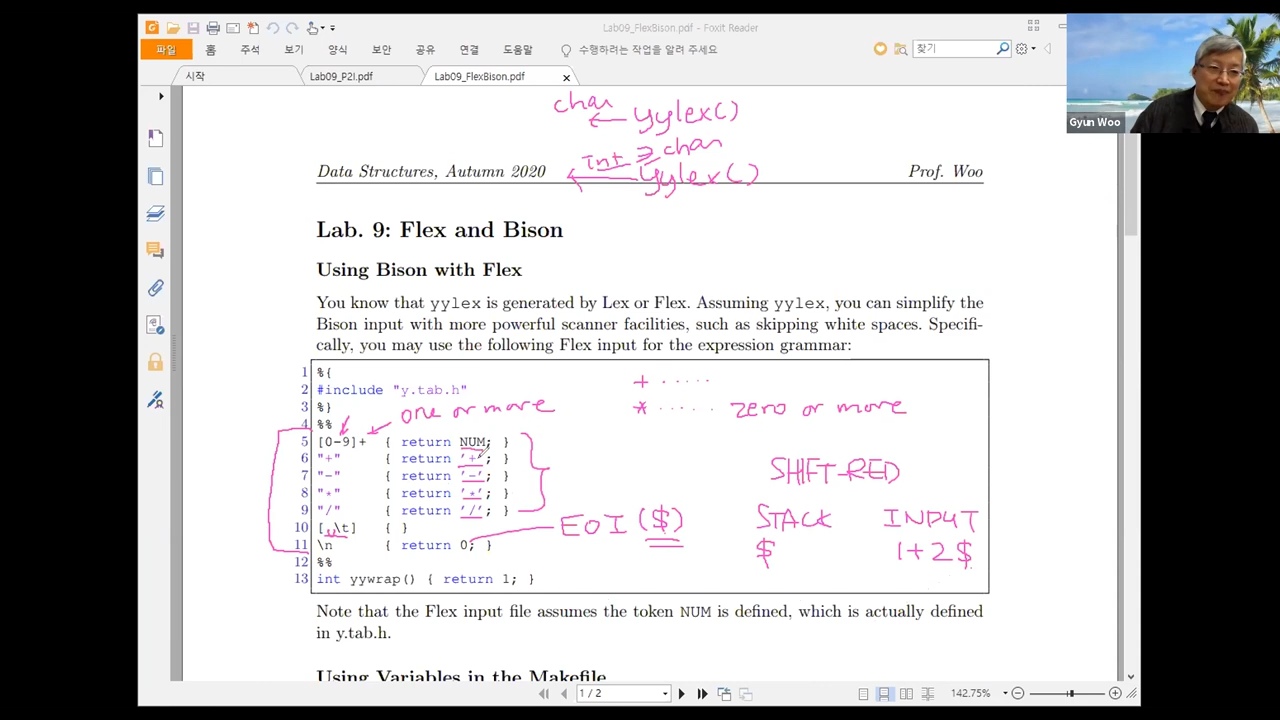 Lab09_FlexBison.pdf - Foxit Reader
파일 홈 주석 보기 양식 보안 공유 연결 도움말 수행하려는 작업을 알려 주세요 찾기
시작 Lab09_P2I.pdf Lab09_FlexBison.pdf ×
Gyun Woo
char ← yylex()
int ⩾ char
← yylex()
Data Structures, Autumn 2020 Prof. Woo
Lab. 9: Flex and Bison
Using Bison with Flex
You know that yylex is generated by Lex or Flex. Assuming yylex, you can simplify the
Bison input with more powerful scanner facilities, such as skipping white spaces. Specifi-
cally, you may use the following Flex input for the expression grammar:
1 %{
2 #include "y.tab.h"
3 %}
4 %%
5 [0-9]+ { return NUM; }
6 "+" { return '+'; }
7 "-" { return '-'; }
8 "*" { return '*'; }
9 "/" { return '/'; }
10 [ \t] { }
11 \n { return 0; }
12 %%
13 int yywrap() { return 1; }
one or more
+ ·····
* ····· zero or more
SHIFT-RED
STACK INPUT
$ 1+2$
EOI ($)
Note that the Flex input file assumes the token NUM is defined, which is actually defined
in y.tab.h.
Using Variables in the Makefile
1 / 2 142.75%